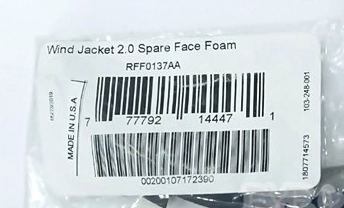 Wind Jacket 2.0 Spare Face Foam
RFF0137AA
MADE IN U.S.A
7 77792 14447 1
103-248-001
00200107172390
1807714573